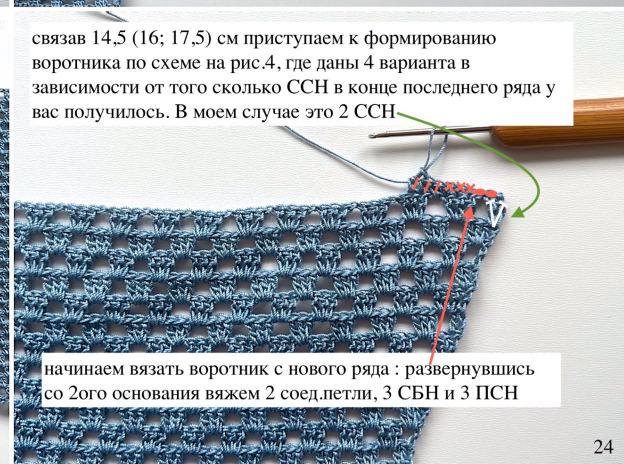 связав 14,5 (16; 17,5) см приступаем к формированию
воротника по схеме на рис.4, где даны 4 варианта в
зависимости от того сколько ССН в конце последнего ряда у
вас получилось. В моем случае это 2 ССН
начинаем вязать воротник с нового ряда : развернувшись
со 2ого основания вяжем 2 соед.петли, 3 СБН и 3 ПСН
24